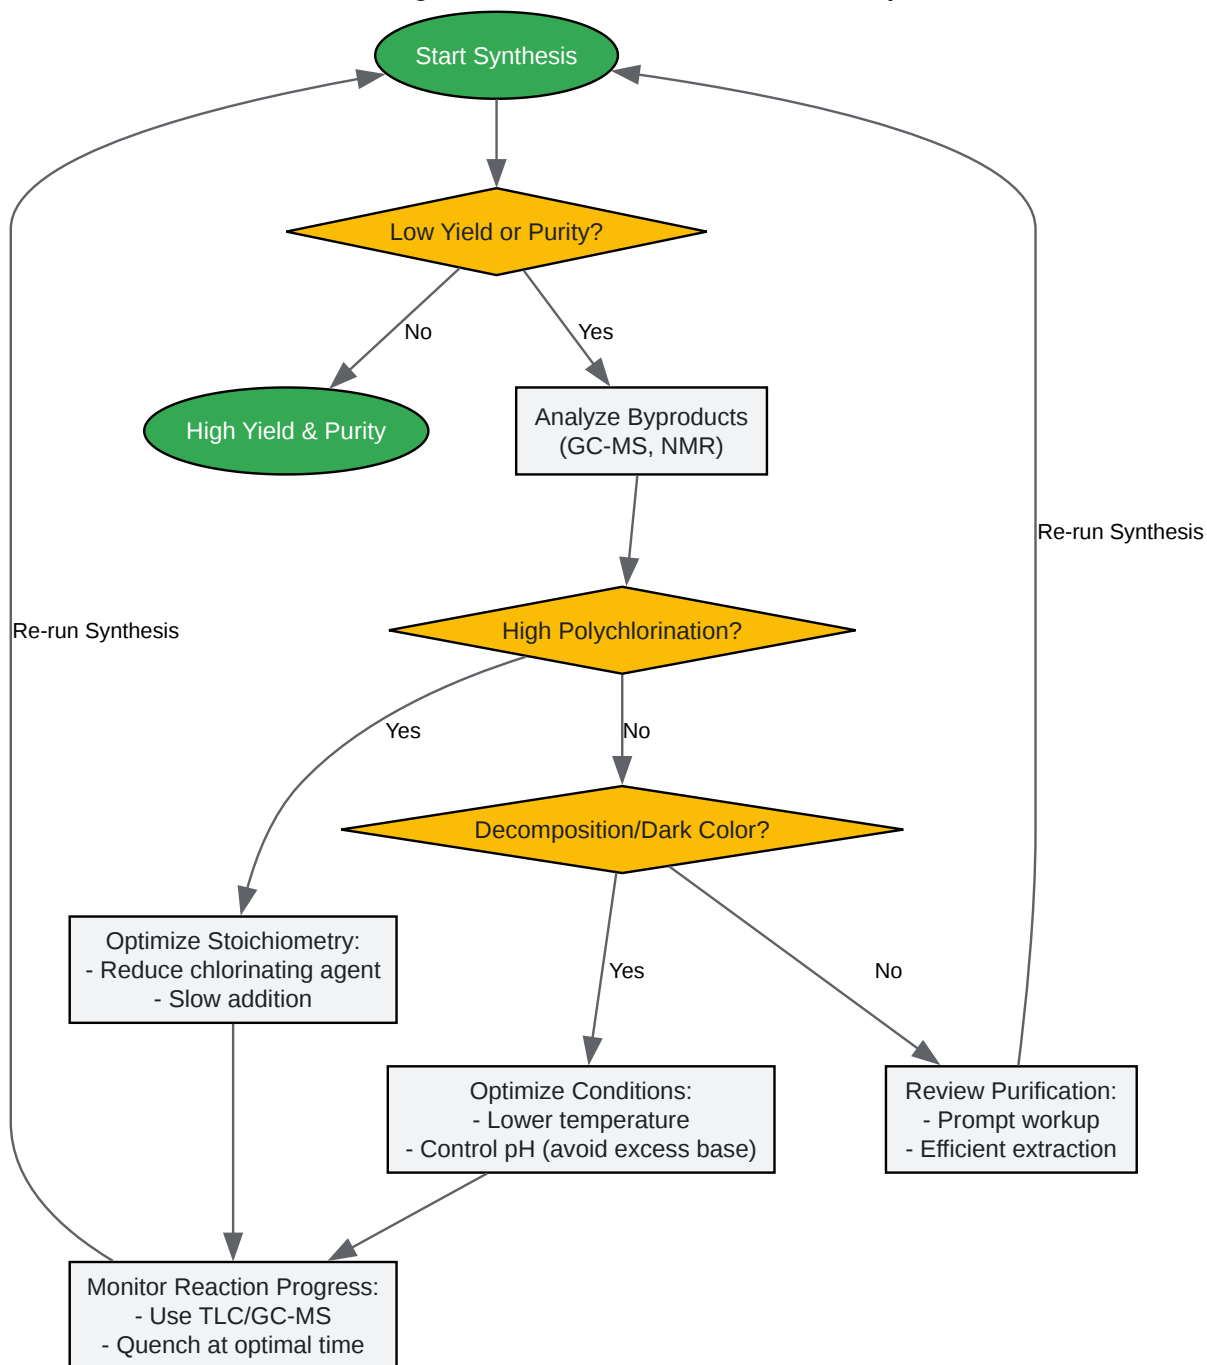 Start Synthesis
Low Yield or Purity?
No
Yes
High Yield & Purity
Analyze Byproducts
(GC-MS, NMR)
Re-run Synthesis
High Polychlorination?
Re-run Synthesis
Yes
No
Decomposition/Dark Color?
Optimize Stoichiometry:
- Reduce chlorinating agent
- Slow addition
Yes
No
Optimize Conditions:
- Lower temperature
- Control pH (avoid excess base)
Review Purification:
- Prompt workup
- Efficient extraction
Monitor Reaction Progress:
- Use TLC/GC-MS
- Quench at optimal time